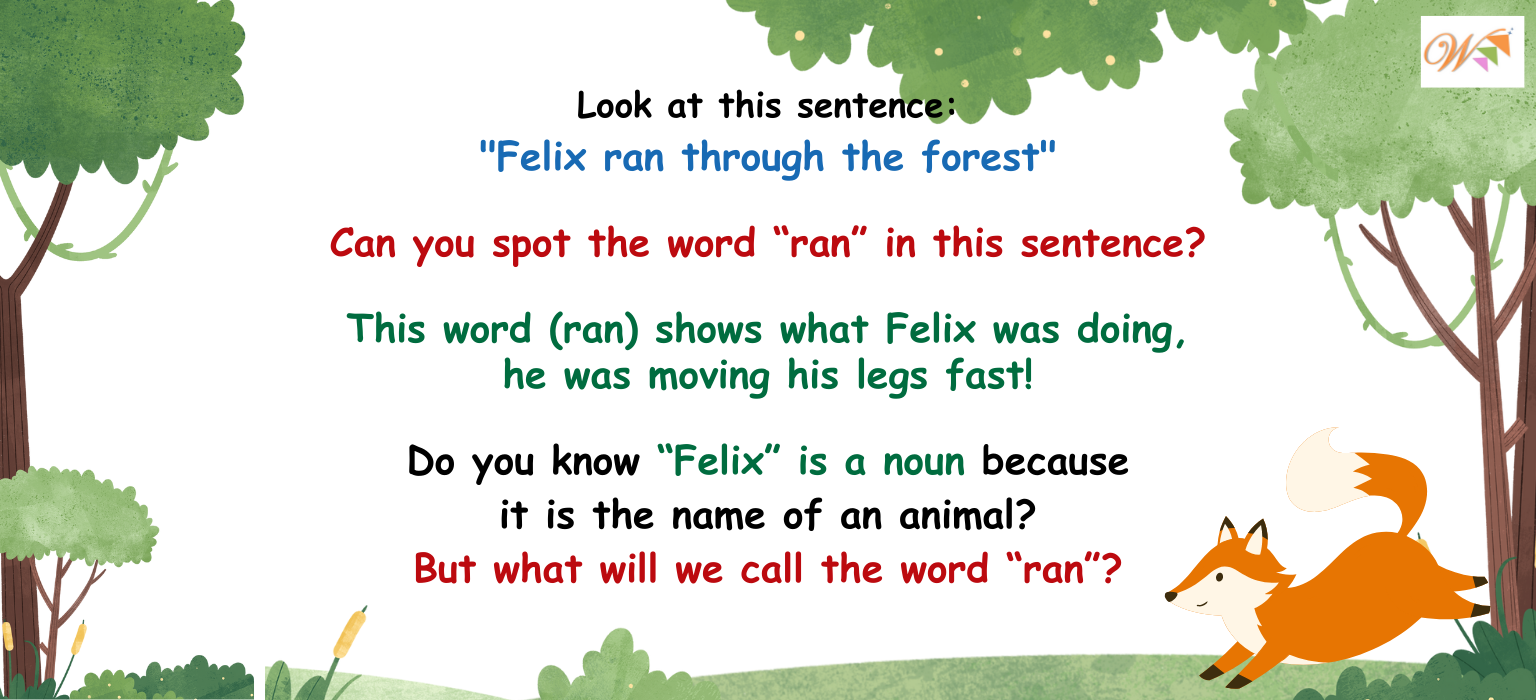 Look at this sentence:
"Felix ran through the forest"
Can you spot the word “ran” in this sentence?
This word (ran) shows what Felix was doing,
he was moving his legs fast!
Do you know “Felix” is a noun because
it is the name of an animal?
But what will we call the word “ran”?
W